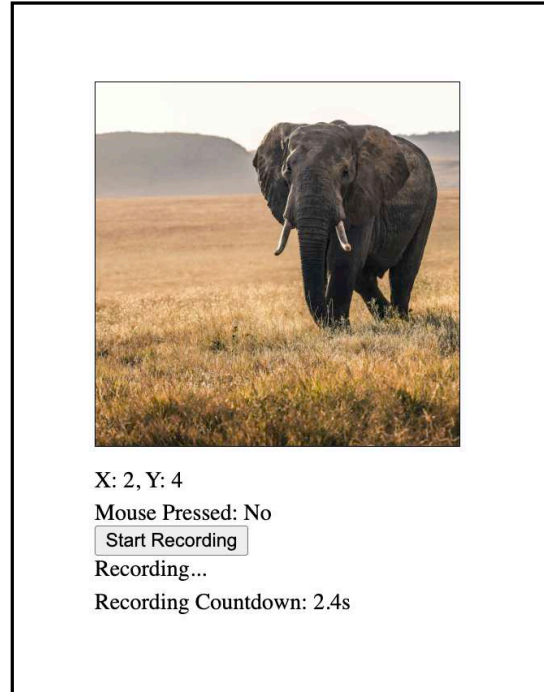 X: 2, Y: 4
Mouse Pressed: No
Start Recording
Recording...
Recording Countdown: 2.4s